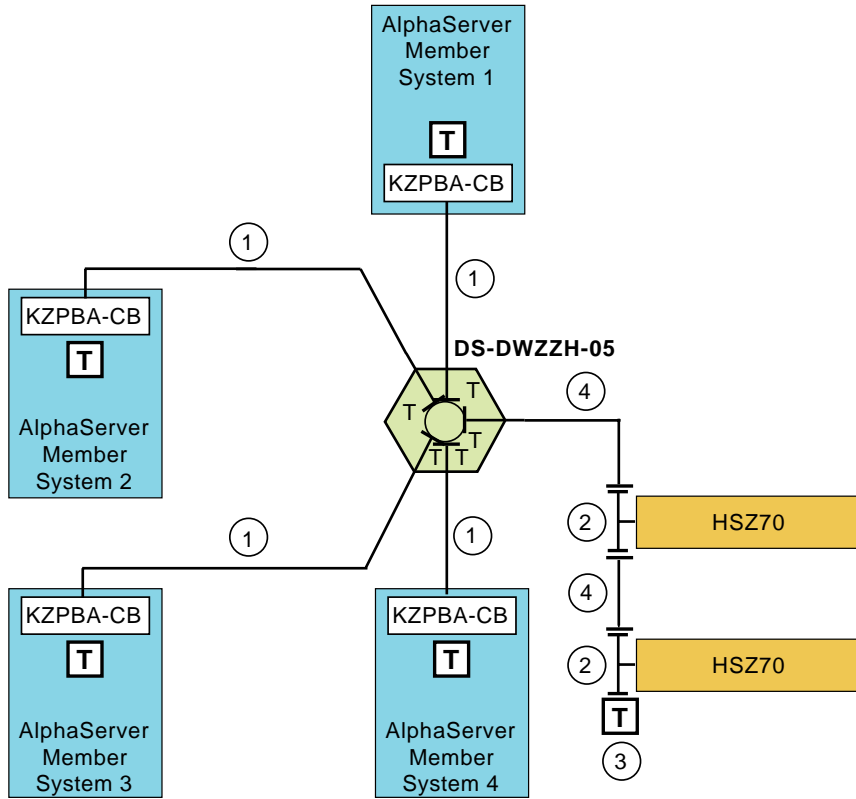 AlphaServer
Member
System 1
T
KZPBA-CB
1
1
KZPBA-CB
T
AlphaServer
Member
System 2
DS-DWZZH-05
T
T
T
T
T
4
2
HSZ70
4
2
HSZ70
T
3
1
1
KZPBA-CB
T
AlphaServer
Member
System 3
KZPBA-CB
T
AlphaServer
Member
System 4